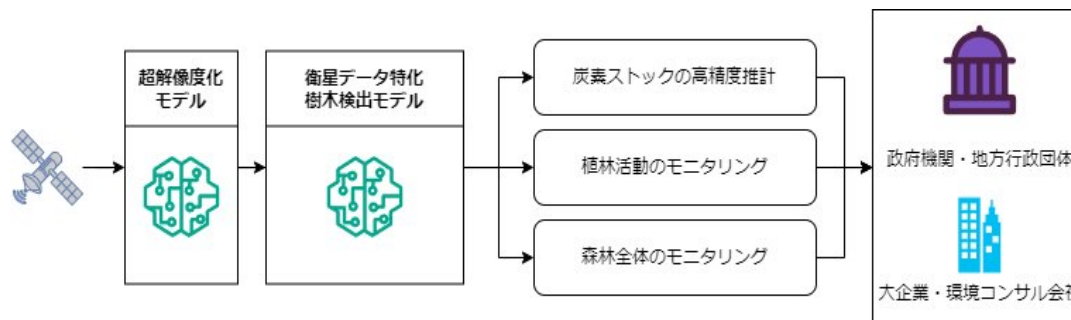 超解像度化
モデル
衛星データ特化
樹木検出モデル
炭素ストックの高精度推計
植林活動のモニタリング
森林全体のモニタリング
政府機関・地方行政団体
大企業・環境コンサル会社